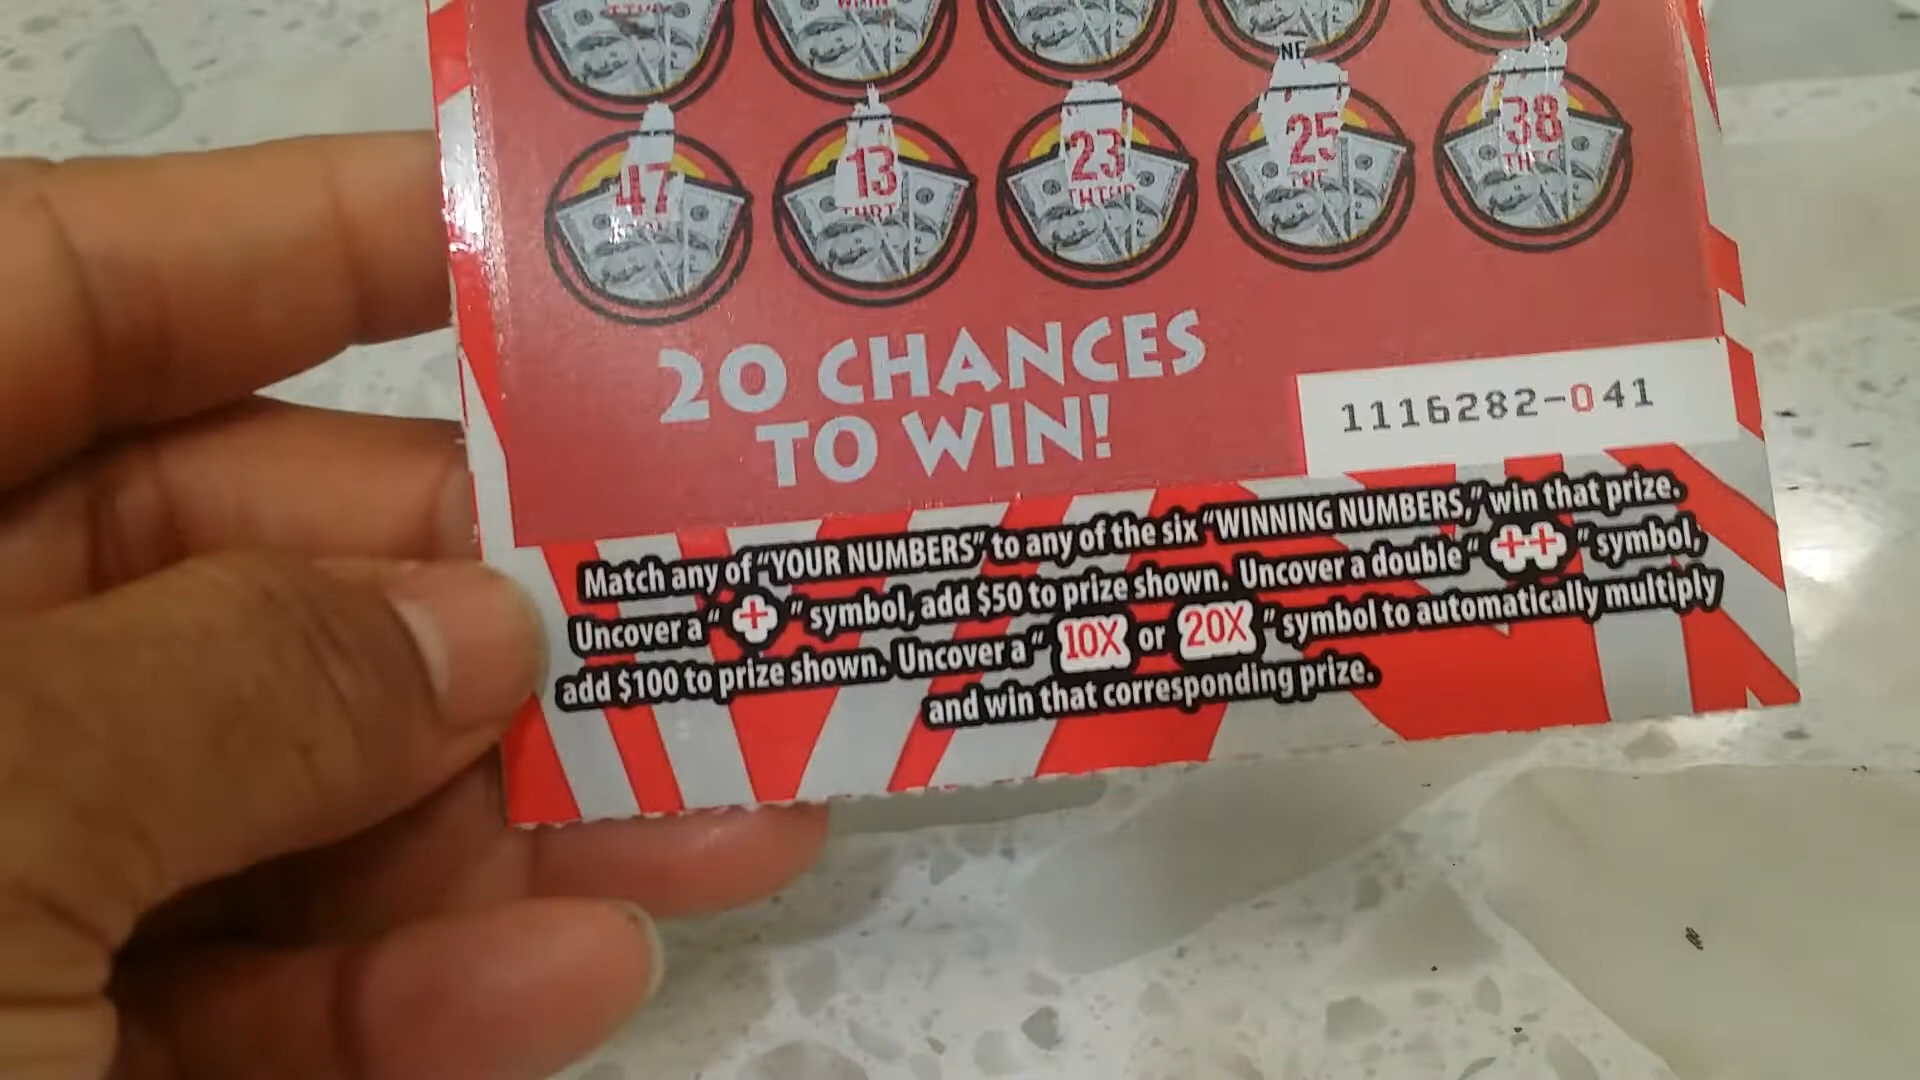 NE
47 13 23 25 38
20 CHANCES
TO WIN!
1116282-041
Match any of "YOUR NUMBERS" to any of the six "WINNING NUMBERS," win that prize.
Uncover a " + " symbol, add $50 to prize shown. Uncover a double " ++ " symbol,
add $100 to prize shown. Uncover a " 10X or 20X " symbol to automatically multiply
and win that corresponding prize.